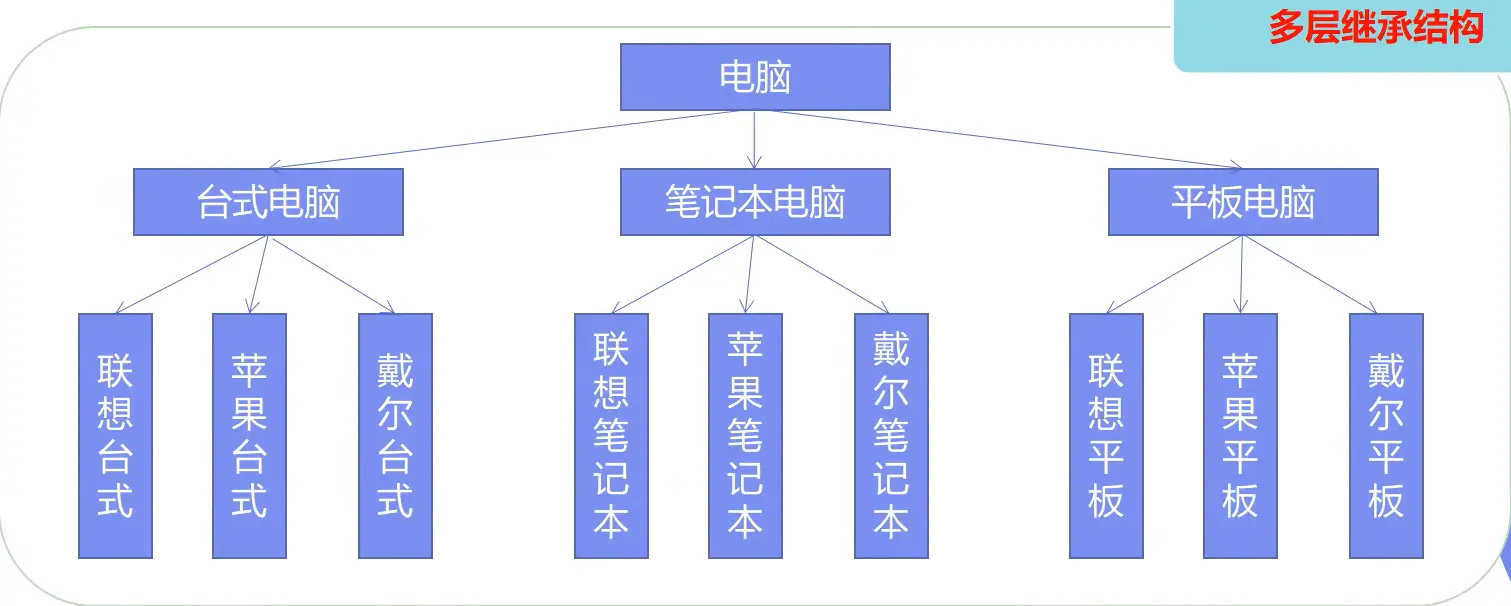 多层继承结构
电脑
台式电脑
笔记本电脑
平板电脑
联想台式
苹果台式
戴尔台式
联想笔记本
苹果笔记本
戴尔笔记本
联想平板
苹果平板
戴尔平板